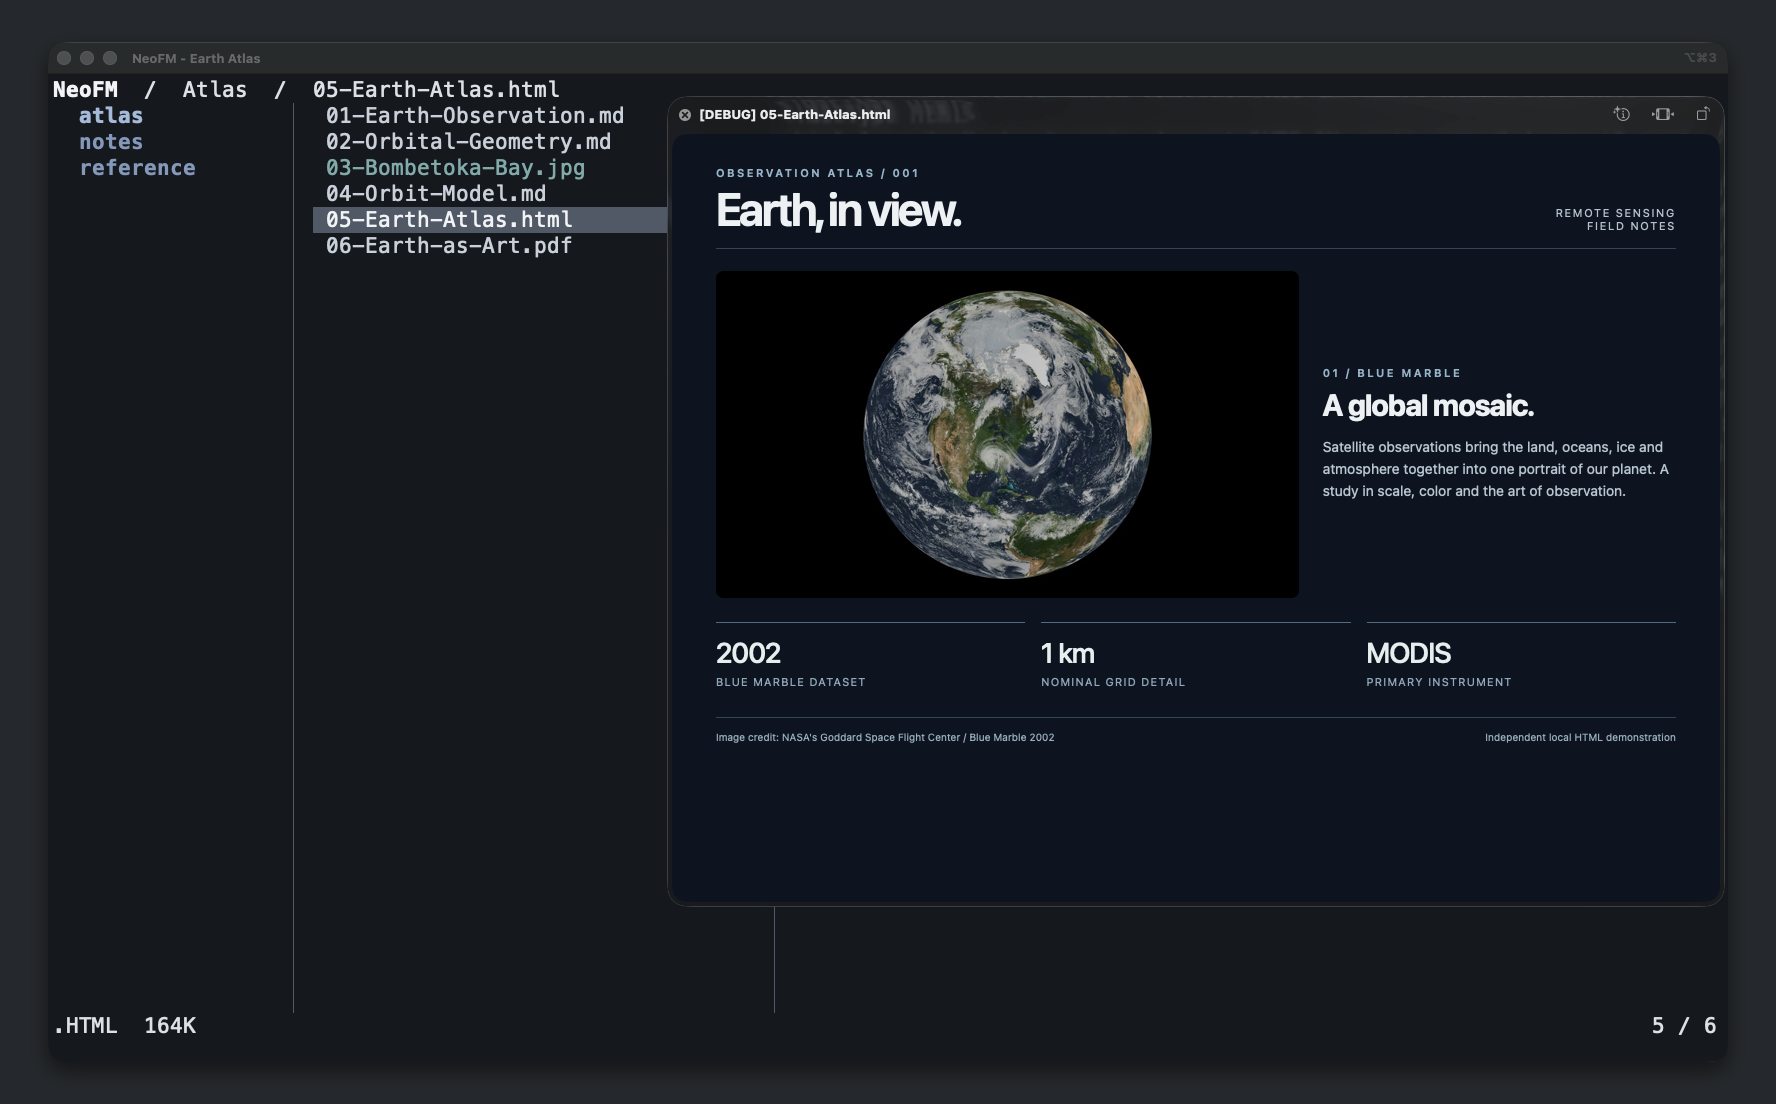 NeoFM - Earth Atlas
⌥⌘3
NeoFM / Atlas / 05-Earth-Atlas.html
atlas
notes
reference
01-Earth-Observation.md
02-Orbital-Geometry.md
03-Bombetoka-Bay.jpg
04-Orbit-Model.md
05-Earth-Atlas.html
06-Earth-as-Art.pdf
[DEBUG] 05-Earth-Atlas.html
OBSERVATION ATLAS / 001
Earth, in view.
REMOTE SENSING
FIELD NOTES
01 / BLUE MARBLE
A global mosaic.
Satellite observations bring the land, oceans, ice and
atmosphere together into one portrait of our planet. A
study in scale, color and the art of observation.
2002
BLUE MARBLE DATASET
1 km
NOMINAL GRID DETAIL
MODIS
PRIMARY INSTRUMENT
Image credit: NASA's Goddard Space Flight Center / Blue Marble 2002
Independent local HTML demonstration
.HTML 164K
5 / 6